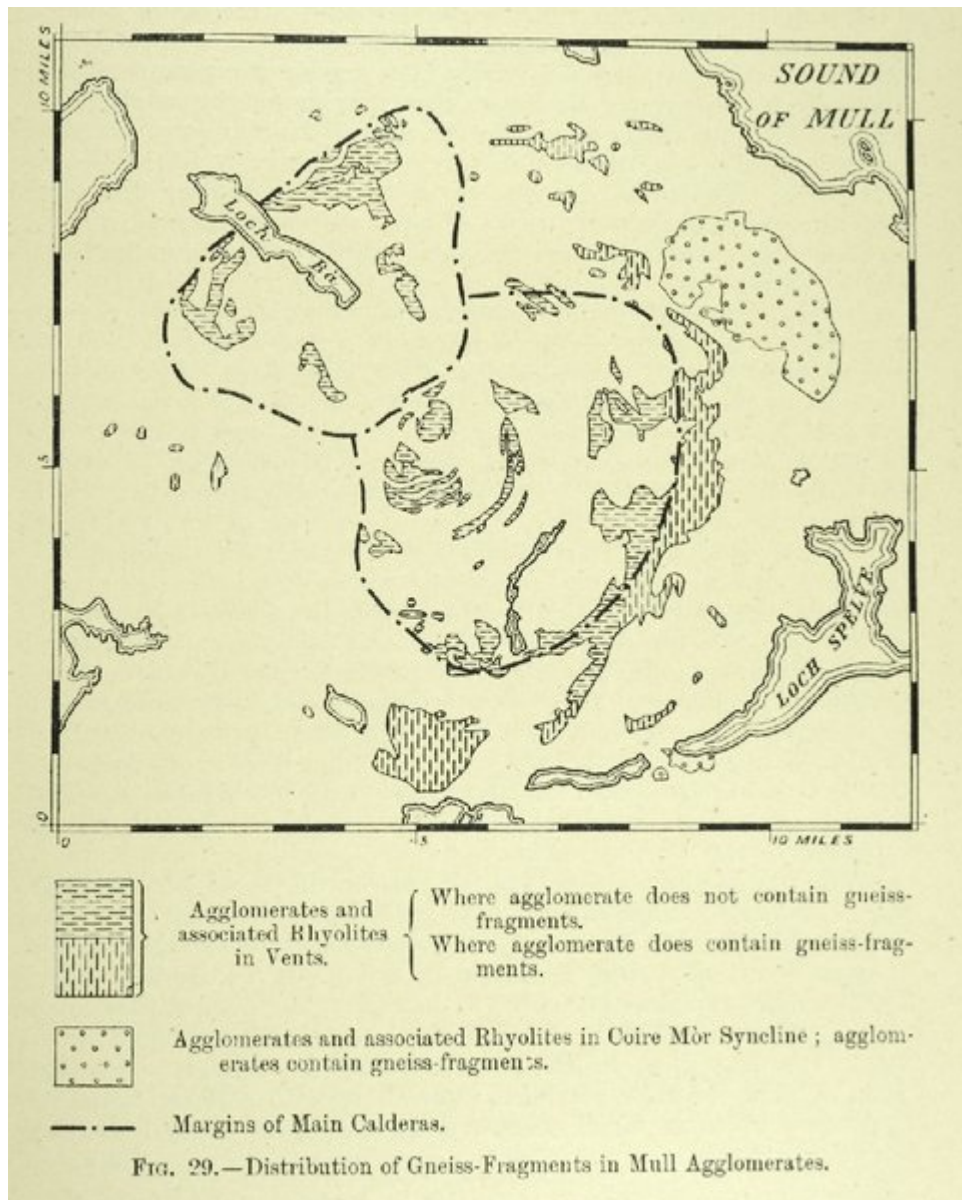 10 MILES
SOUND
OF MULL
Loch
Bà
5
LOCH SPELVE
0
0
5
10 MILES
Agglomerates and
associated Rhyolites
in Vents.
Where agglomerate does not contain gneiss-
fragments.
Where agglomerate does contain gneiss-frag-
ments.
Agglomerates and associated Rhyolites in Coire Mòr Syncline ; agglom-
erates contain gneiss-fragments.
Margins of Main Calderas.
FIG. 29.—Distribution of Gneiss-Fragments in Mull Agglomerates.